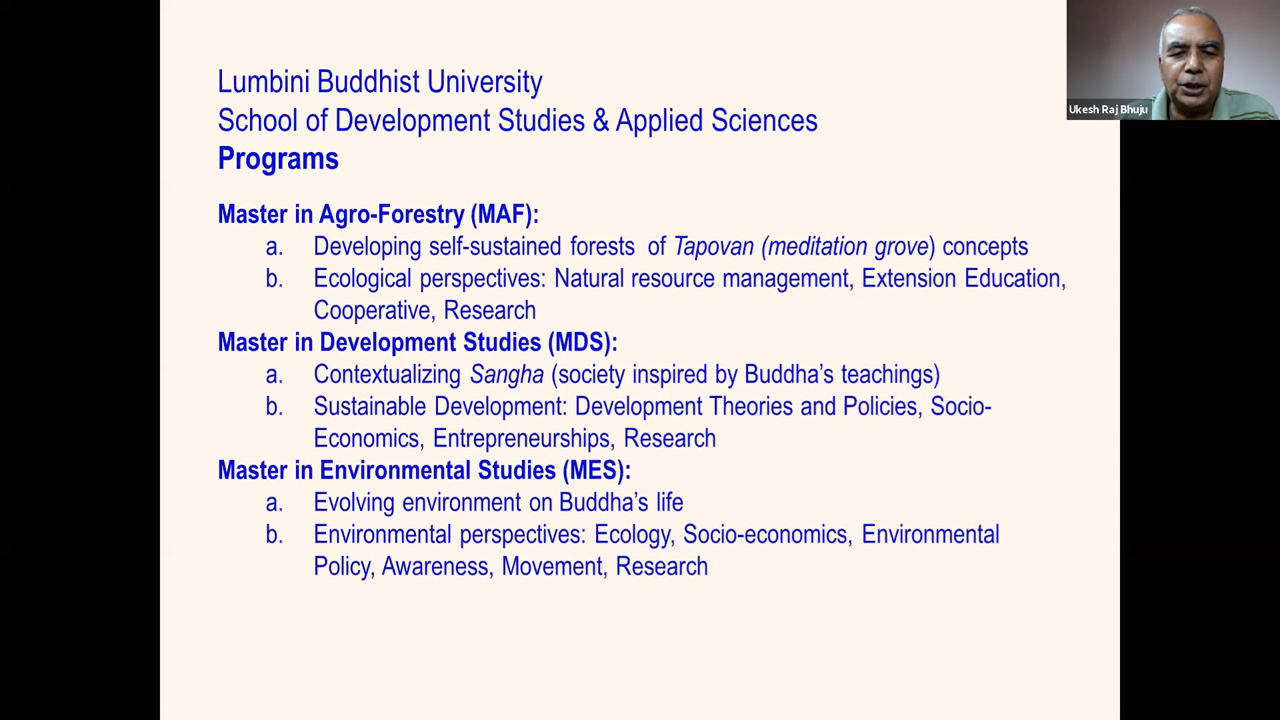 Lumbini Buddhist University
School of Development Studies & Applied Sciences
Programs
Master in Agro-Forestry (MAF):
a. Developing self-sustained forests of Tapovan (meditation grove) concepts
b. Ecological perspectives: Natural resource management, Extension Education,
Cooperative, Research
Master in Development Studies (MDS):
a. Contextualizing Sangha (society inspired by Buddha's teachings)
b. Sustainable Development: Development Theories and Policies, Socio-
Economics, Entrepreneurships, Research
Master in Environmental Studies (MES):
a. Evolving environment on Buddha's life
b. Environmental perspectives: Ecology, Socio-economics, Environmental
Policy, Awareness, Movement, Research
Ukesh Raj Bhuju